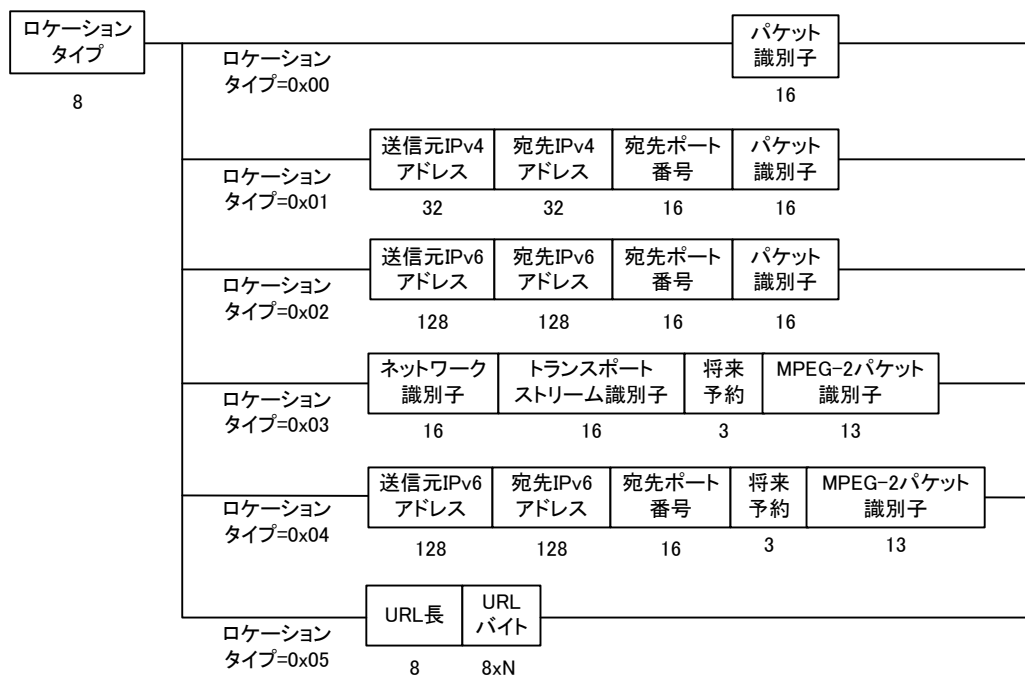 ロケーション
タイプ
8
ロケーション
タイプ=0x00
パケット
識別子
16
ロケーション
タイプ=0x01
送信元IPv4
アドレス
宛先IPv4
アドレス
宛先ポート
番号
パケット
識別子
32
32
16
16
ロケーション
タイプ=0x02
送信元IPv6
アドレス
宛先IPv6
アドレス
宛先ポート
番号
パケット
識別子
128
128
16
16
ロケーション
タイプ=0x03
ネットワーク
識別子
トランスポート
ストリーム識別子
将来
予約
MPEG-2パケット
識別子
16
16
3
13
ロケーション
タイプ=0x04
送信元IPv6
アドレス
宛先IPv6
アドレス
宛先ポート
番号
将来
予約
MPEG-2パケット
識別子
128
128
16
3
13
ロケーション
タイプ=0x05
URL長
URL
バイト
8
8xN